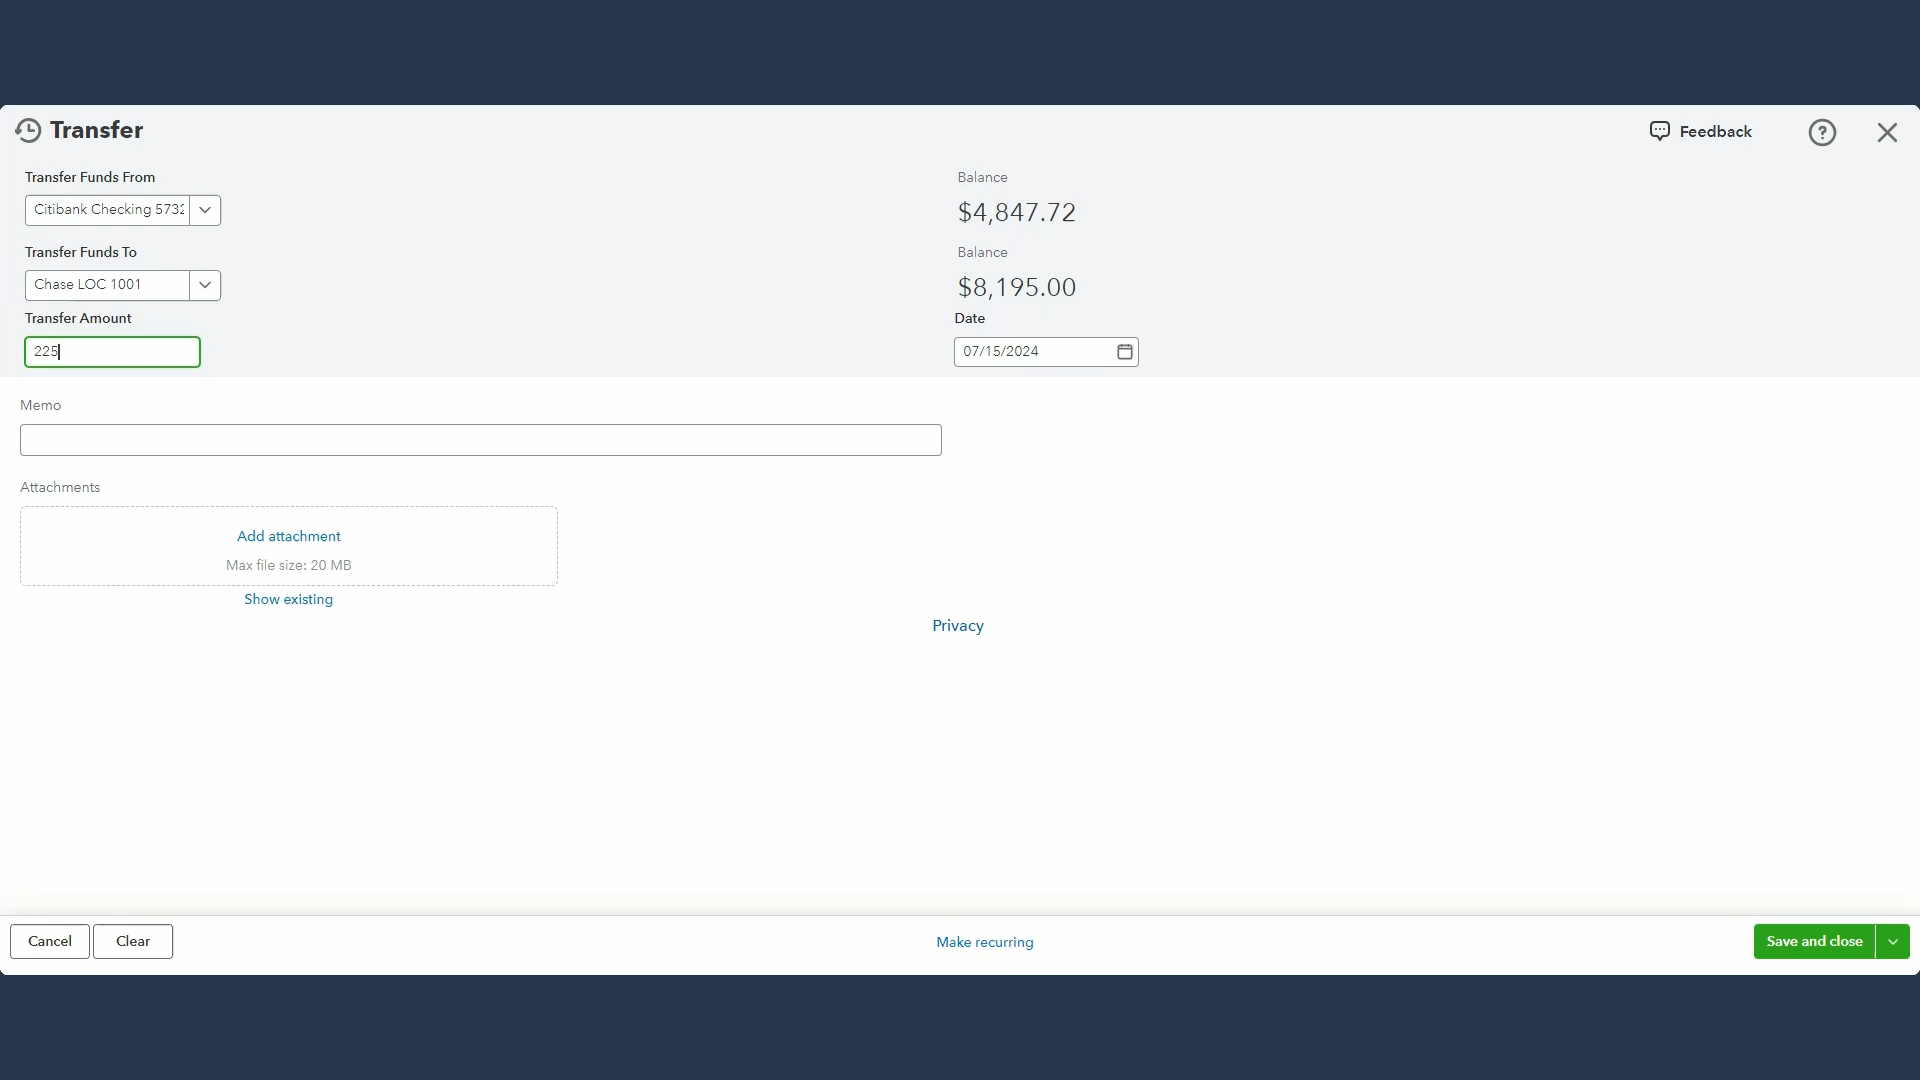 Transfer
Feedback
Transfer Funds From
Balance
Citibank Checking 573
$4,847.72
Transfer Funds To
Balance
Chase LOC 1001
$8,195.00
Transfer Amount
Date
225
07/15/2024
Memo
Attachments
Add attachment
Max file size: 20 MB
Show existing
Privacy
Cancel
Clear
Make recurring
Save and close